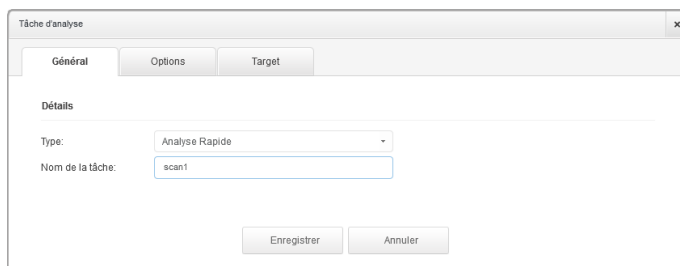 Tâche d'analyse
x
Général Options Target
Détails
Type: Analyse Rapide
Nom de la tâche: scan1
Enregistrer Annuler